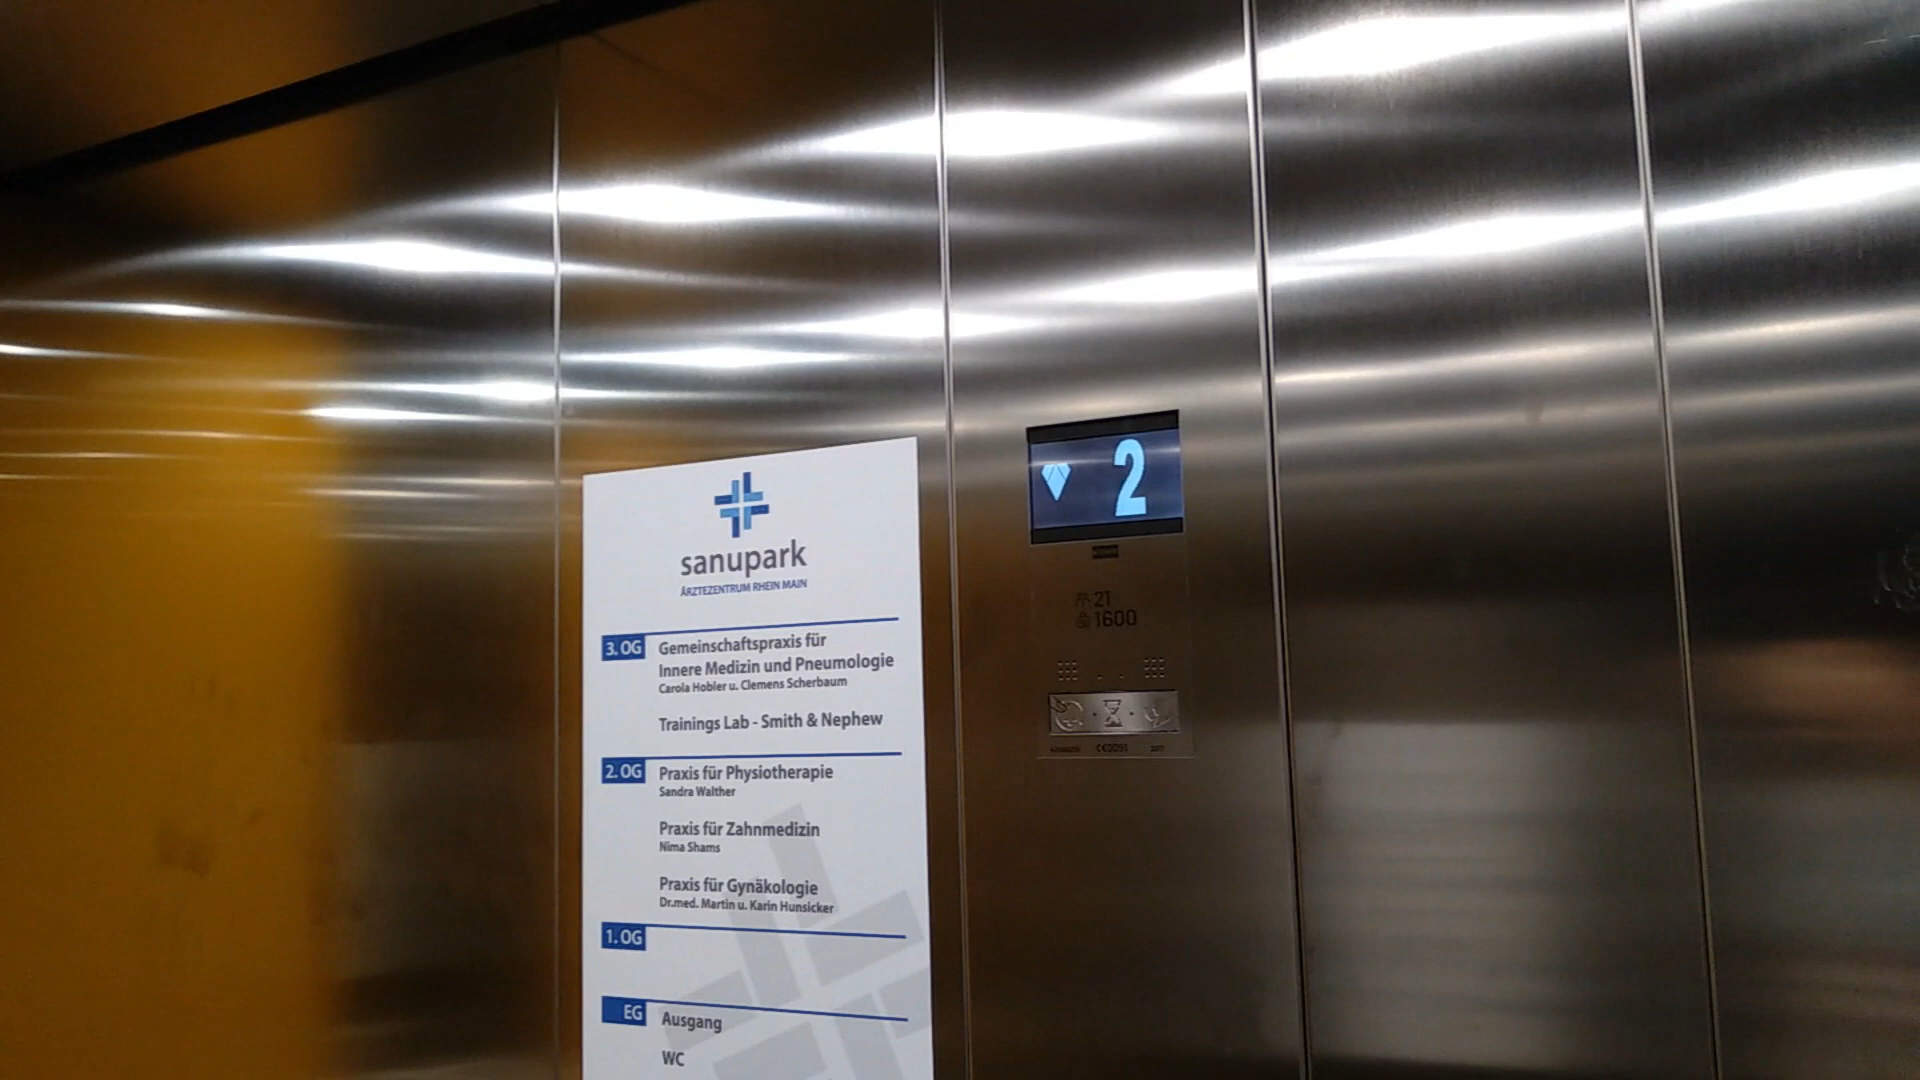 sanupark
ÄRZTEZENTRUM RHEIN MAIN
3. OG
Gemeinschaftspraxis für
Innere Medizin und Pneumologie
Carola Hobler u. Clemens Scherbaum
Trainings Lab - Smith & Nephew
2. OG
Praxis für Physiotherapie
Sandra Walther
Praxis für Zahnmedizin
Nima Shams
Praxis für Gynäkologie
Dr.med. Martin u. Karin Hunsicker
1. OG
EG
Ausgang
WC
2
21
1600
CE0091